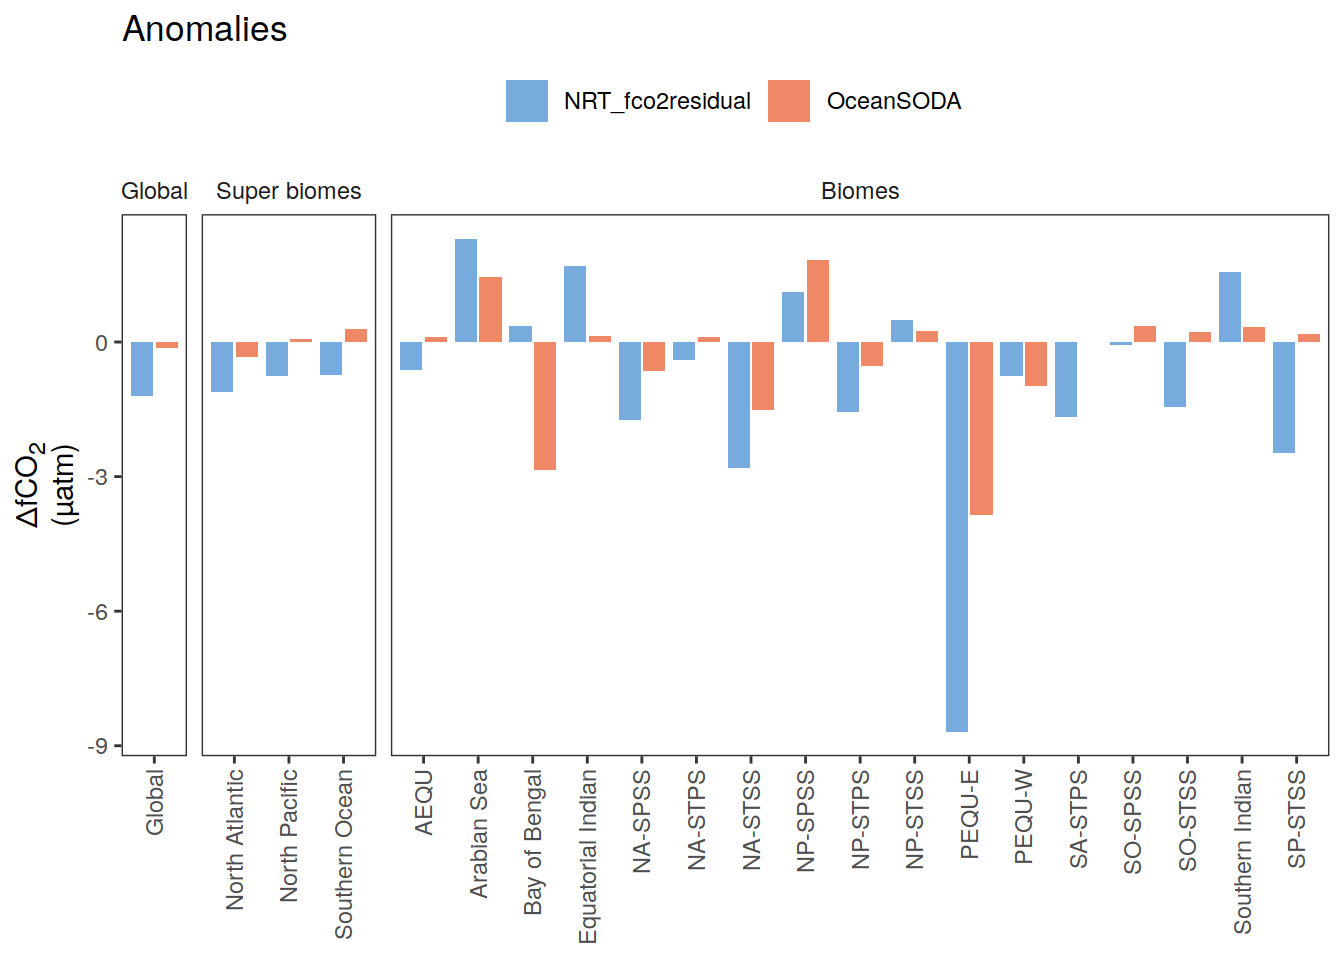 Anomalies
NRT_fco2residual OceanSODA
Global Super biomes Biomes
0
-3
-6
-9
ΔfCO₂
(µatm)
Global
North Atlantic
North Pacific
Southern Ocean
AEQU
Arabian Sea
Bay of Bengal
Equatorial Indian
NA-SPSS
NA-STPS
NA-STSS
NP-SPSS
NP-STPS
NP-STSS
PEQU-E
PEQU-W
SA-STPS
SO-SPSS
SO-STSS
Southern Indian
SP-STSS